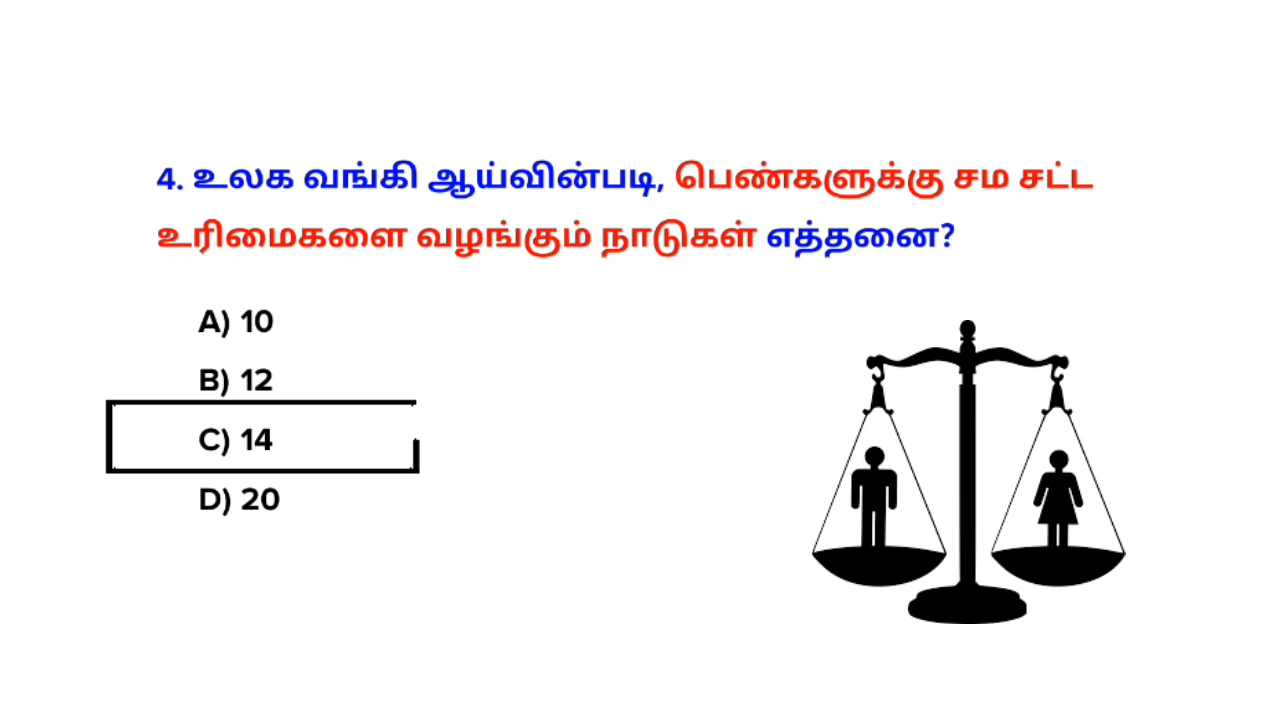 4. உலக வங்கி ஆய்வின்படி, பெண்களுக்கு சம சட்ட
உரிமைகளை வழங்கும் நாடுகள் எத்தனை?
A) 10
B) 12
C) 14
D) 20